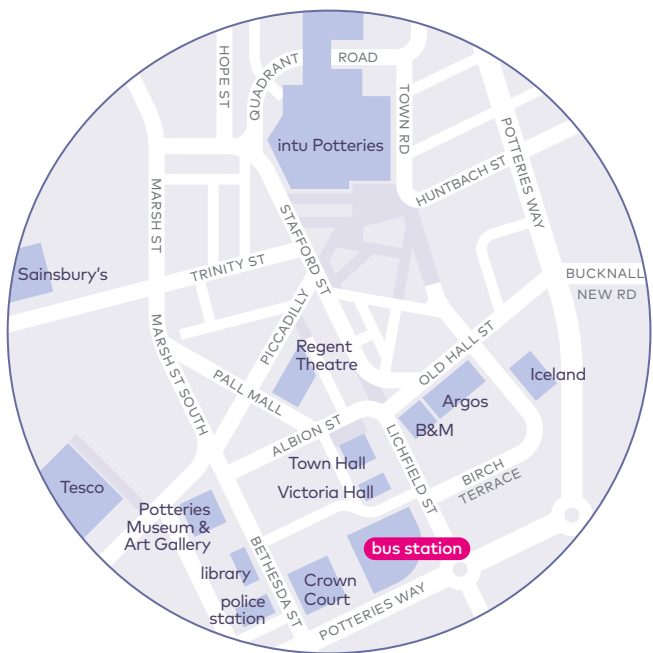 HOPE ST
QUADRANT
ROAD
TOWN RD
intu Potteries
POTTERIES WAY
HUNTBACH ST
MARSH ST
STAFFORD ST
TRINITY ST
Sainsbury's
BUCKNALL
NEW RD
PICCADILLY
MARSH ST SOUTH
Regent
Theatre
OLD HALL ST
PALL MALL
Iceland
Argos
B&M
ALBION ST
LICHFIELD ST
Town Hall
Victoria Hall
BIRCH
TERRACE
Tesco
Potteries
Museum &
Art Gallery
bus station
BETHESDA ST
library
Crown
Court
police
station
POTTERIES WAY